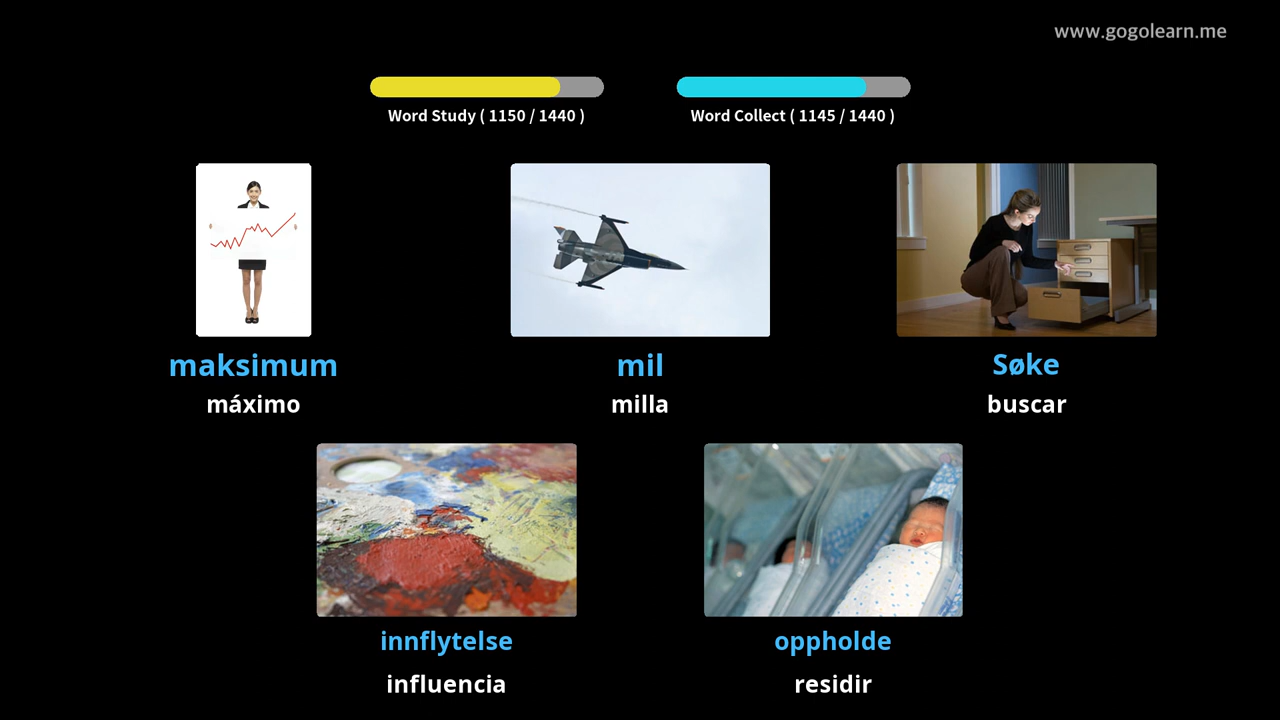 www.gogolearn.me
Word Study ( 1150 / 1440 )
Word Collect ( 1145 / 1440 )
maksimum
máximo
mil
milla
Søke
buscar
innflytelse
influencia
oppholde
residir